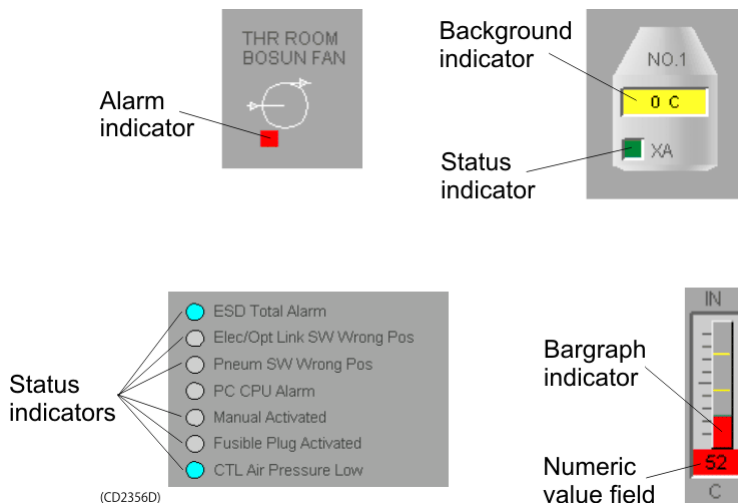 THR ROOM
BOSUN FAN
Alarm
indicator
Background
indicator
NO.1
0 C
XA
Status
indicator
ESD Total Alarm
Elec/Opt Link SW Wrong Pos
Pneum SW Wrong Pos
PC CPU Alarm
Manual Activated
Fusible Plug Activated
CTL Air Pressure Low
Status
indicators
(CD2356D)
IN
Bargraph
indicator
52
Numeric
value field
C